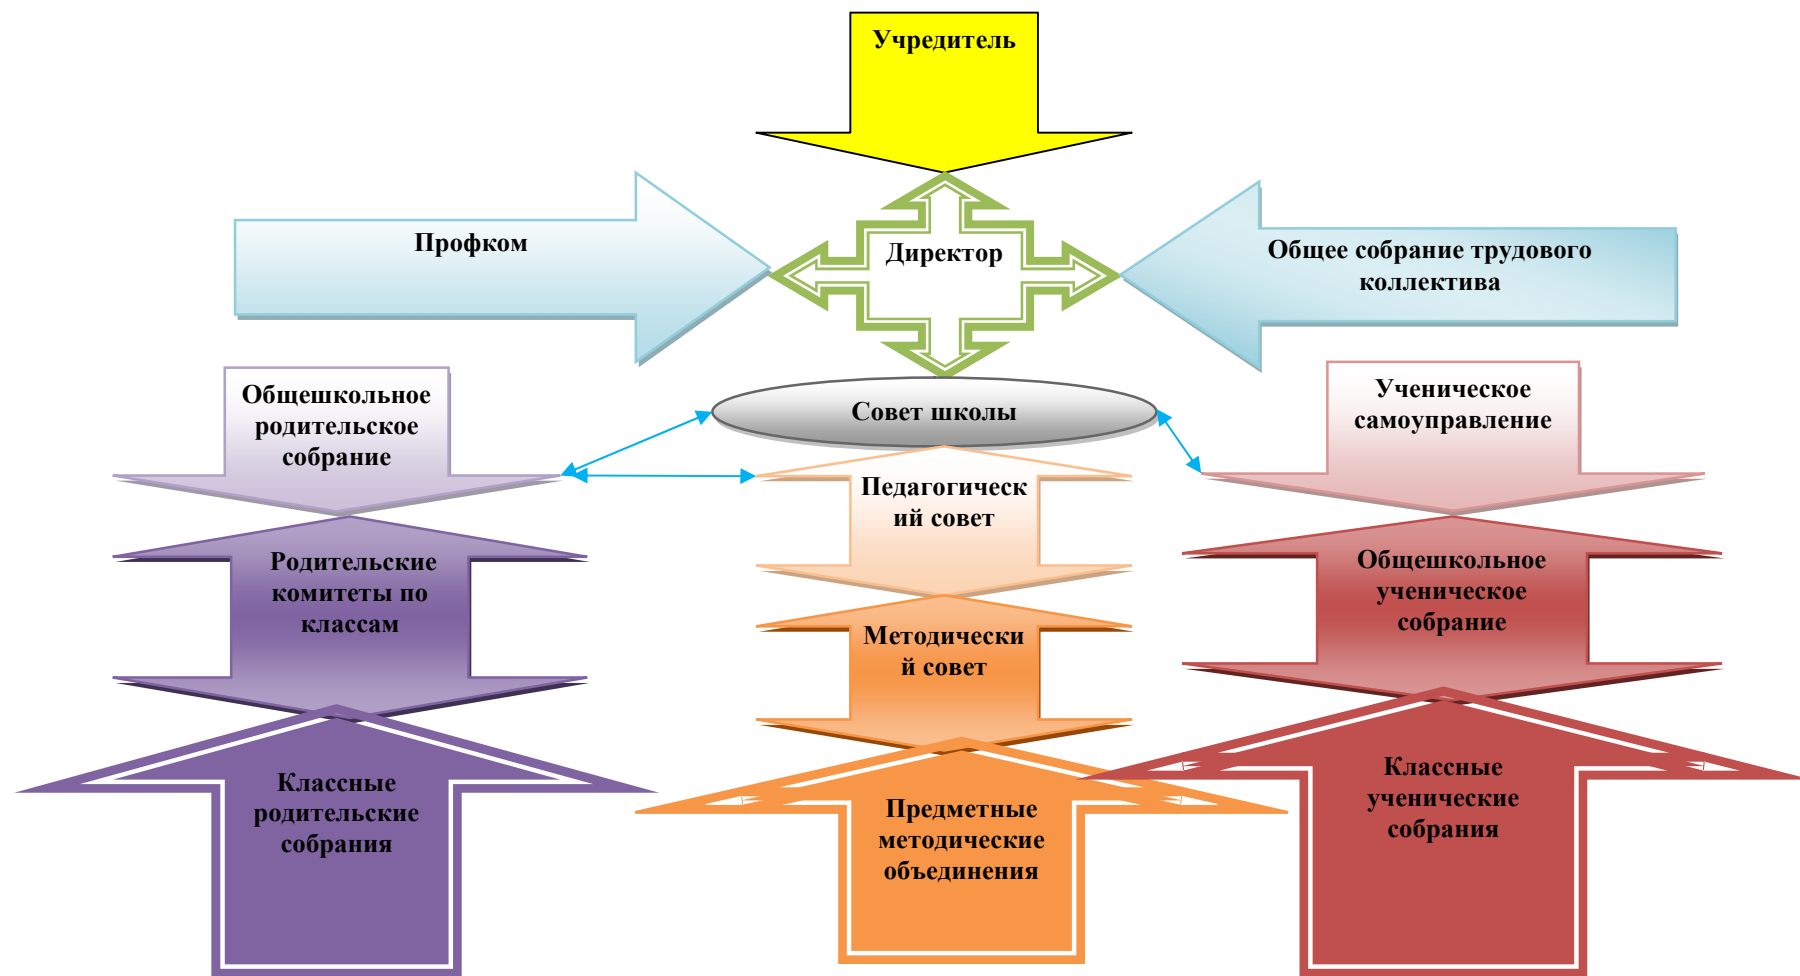 Учредитель
Профком
Директор
Общее собрание трудового
коллектива
Общешкольное
родительское
собрание
Совет школы
Ученическое
самоуправление
Педагогическ
ий совет
Родительские
комитеты по
классам
Методически
й совет
Общешкольное
ученическое
собрание
Классные
родительские
собрания
Предметные
методические
объединения
Классные
ученические
собрания